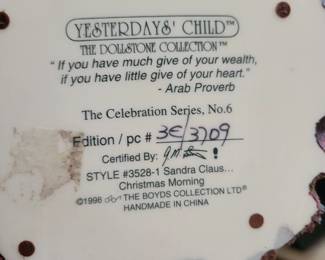 YESTERDAYS' CHILD™
THE DOLLSTONE COLLECTION™
"If you have much give of your wealth,
if you have little give of your heart."
- Arab Proverb
The Celebration Series, No.6
Edition / pc # 3E/3709
Certified By:
STYLE #3528-1 Sandra Claus...
Christmas Morning
©1998 THE BOYDS COLLECTION LTD®
HANDMADE IN CHINA